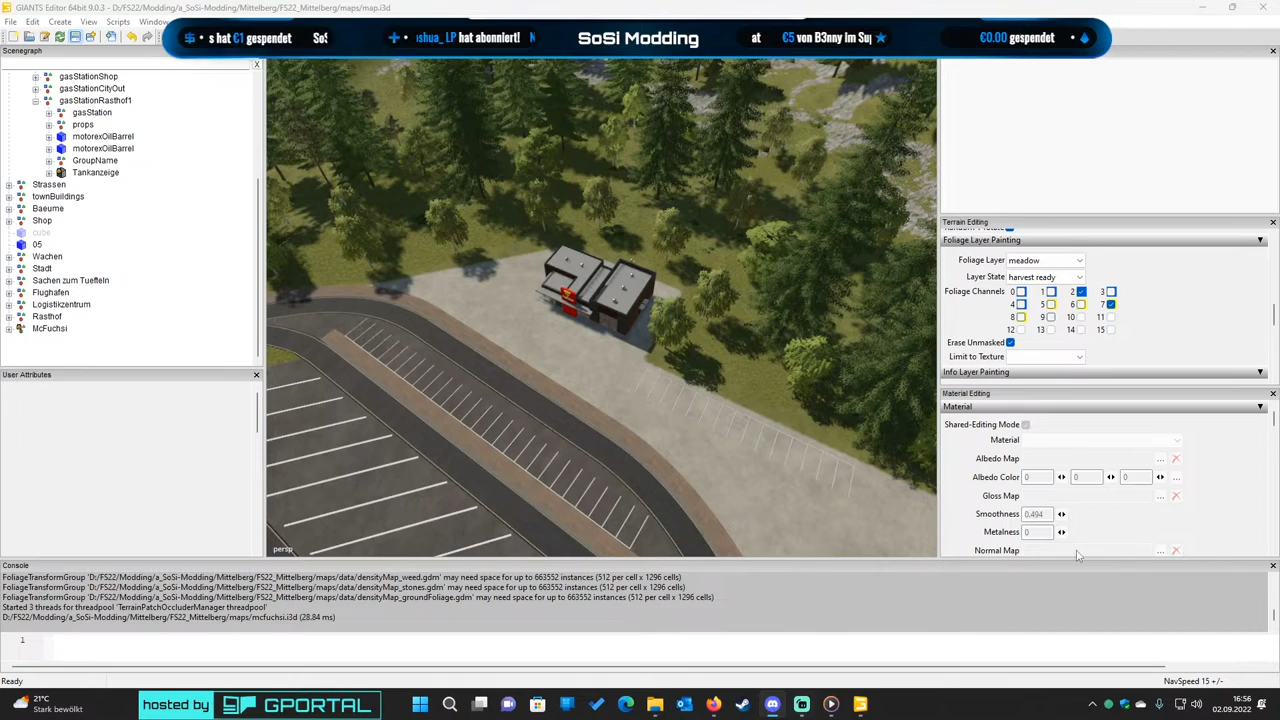 GIANTS Editor 64bit 9.0.3 - D:/FS22/Modding/a_SoSi-Modding/Mittelberg/FS22_Mittelberg/maps/map.i3d
File Edit Create View Scripts Window
s hat €1 gespendet SoS
shua_LP hat abonniert!
SoSi Modding
at €5 von B3nny Im Su
€0.00 gespendet
Scenegraph
X
gasStationShop
gasStationCityOut
gasStationRasthof1
gasStation
props
motorexOilBarrel
motorexOilBarrel
GroupName
Tankanzeige
Strassen
townBuildings
Baeume
Shop
cube
05
Wachen
Stadt
Sachen zum Tuefteln
Flughafen
Logistikzentrum
Rasthof
McFuchsi
User Attributes
persp
Terrain Editing
Foliage Layer Painting
Foliage Layer meadow
Layer State harvest ready
Foliage Channels 0 1 2 3
4 5 6 7
8 9 10 11
12 13 14 15
Erase Unmasked
Limit to Texture
Info Layer Painting
Material Editing
Material
Shared-Editing Mode
Material
Albedo Map ...
Albedo Color 0 0 0 ...
Gloss Map ...
Smoothness 0.494
Metalness 0
Normal Map ...
Console
FoliageTransformGroup 'D:/FS22/Modding/a_SoSi-Modding/Mittelberg/FS22_Mittelberg/maps/data/densityMap_weed.gdm' may need space for up to 663552 instances (512 per cell x 1296 cells)
FoliageTransformGroup 'D:/FS22/Modding/a_SoSi-Modding/Mittelberg/FS22_Mittelberg/maps/data/densityMap_stones.gdm' may need space for up to 663552 instances (512 per cell x 1296 cells)
FoliageTransformGroup 'D:/FS22/Modding/a_SoSi-Modding/Mittelberg/FS22_Mittelberg/maps/data/densityMap_groundFoliage.gdm' may need space for up to 663552 instances (512 per cell x 1296 cells)
Started 3 threads for threadpool 'TerrainPatchOccluderManager threadpool'
D:/FS22/Modding/a_SoSi-Modding/Mittelberg/FS22_Mittelberg/maps/mcfuchsi.i3d (28.84 ms)
1
Ready
NavSpeed 15 +/-
21°C
Stark bewölkt
hosted by GPORTAL
16:56
02.09.2022